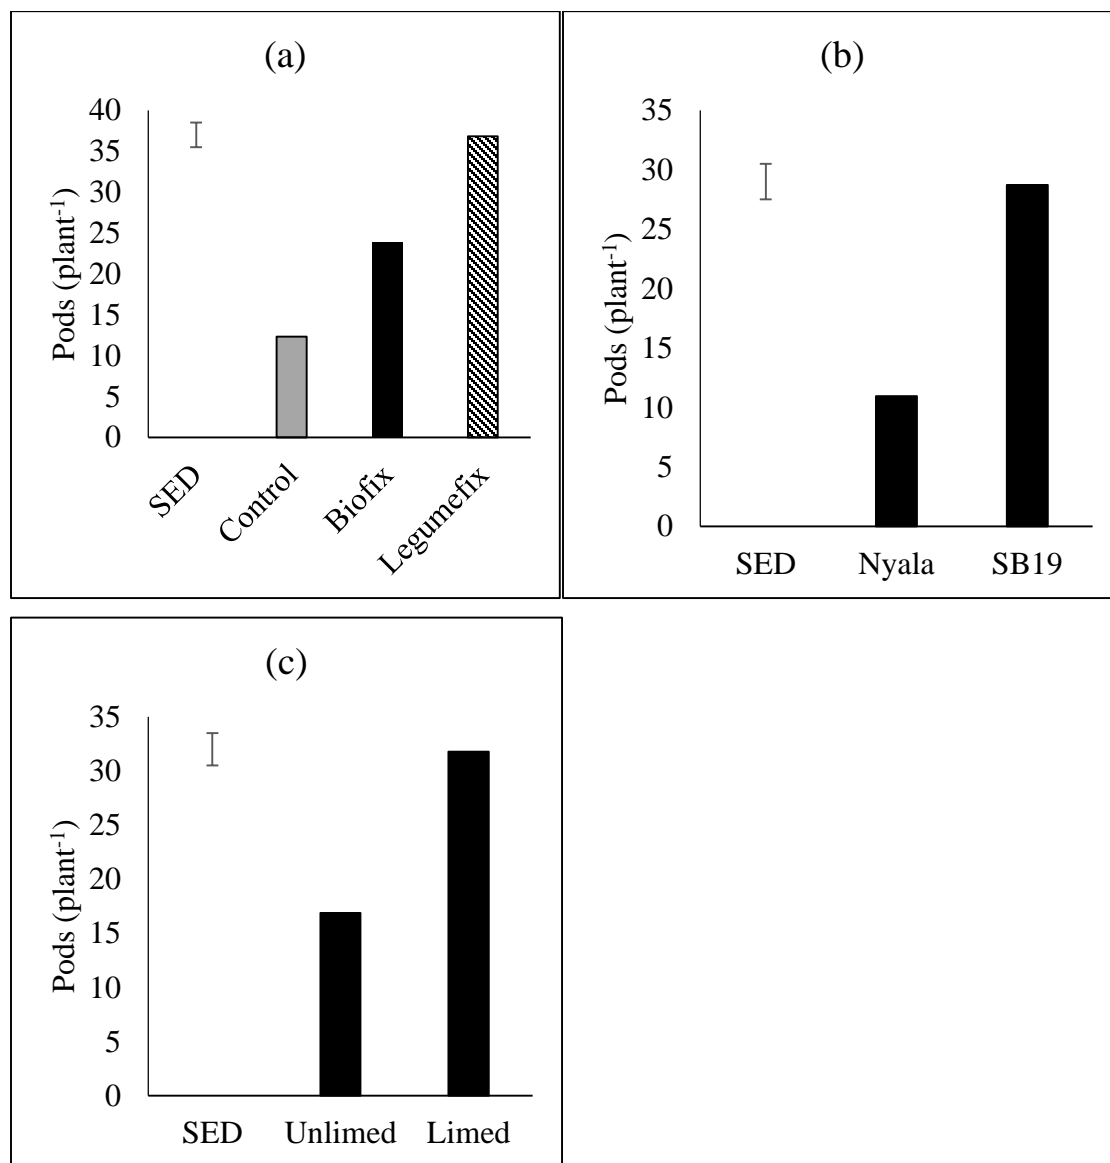 (a)
40
35
30
25
20
15
10
5
0
Pods (plant⁻¹)
SED
Control
Biofix
Legumefix
(b)
35
30
25
20
15
10
5
0
Pods (plant⁻¹)
SED Nyala SB19
(c)
35
30
25
20
15
10
5
0
Pods (plant⁻¹)
SED Unlimed Limed